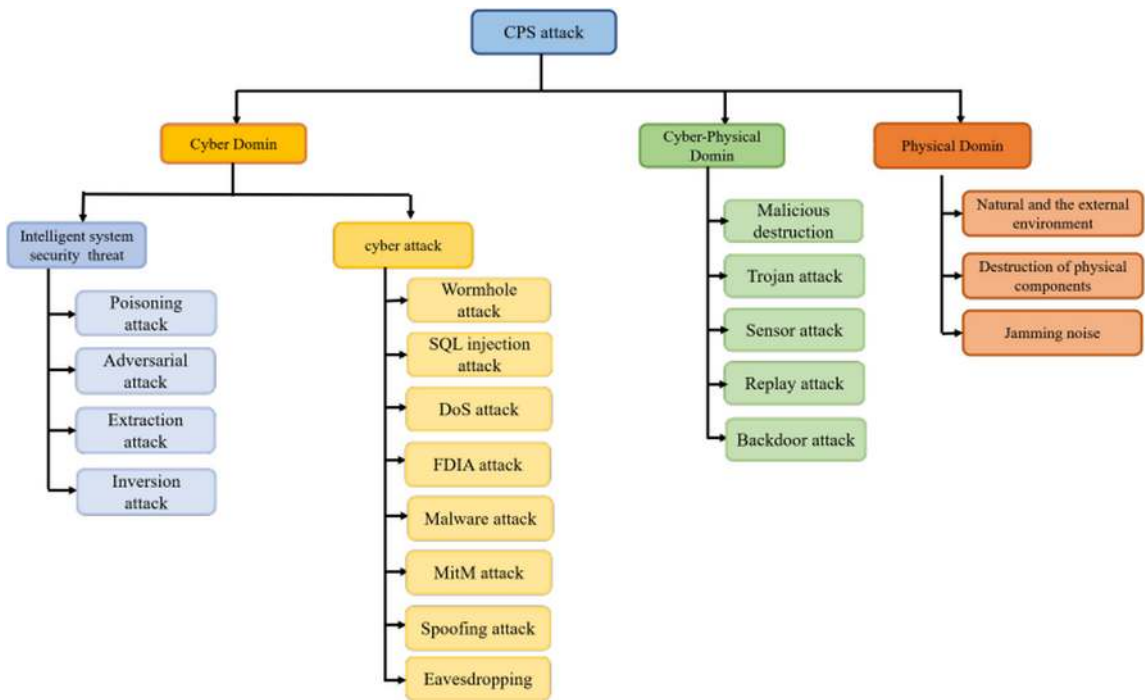 CPS attack
Cyber Domin
Cyber-Physical
Domin
Physical Domin
Intelligent system
security threat
Poisoning
attack
Adversarial
attack
Extraction
attack
Inversion
attack
cyber attack
Wormhole
attack
SQL injection
attack
DoS attack
FDIA attack
Malware attack
MitM attack
Spoofing attack
Eavesdropping
Malicious
destruction
Trojan attack
Sensor attack
Replay attack
Backdoor attack
Natural and the external
environment
Destruction of physical
components
Jamming noise